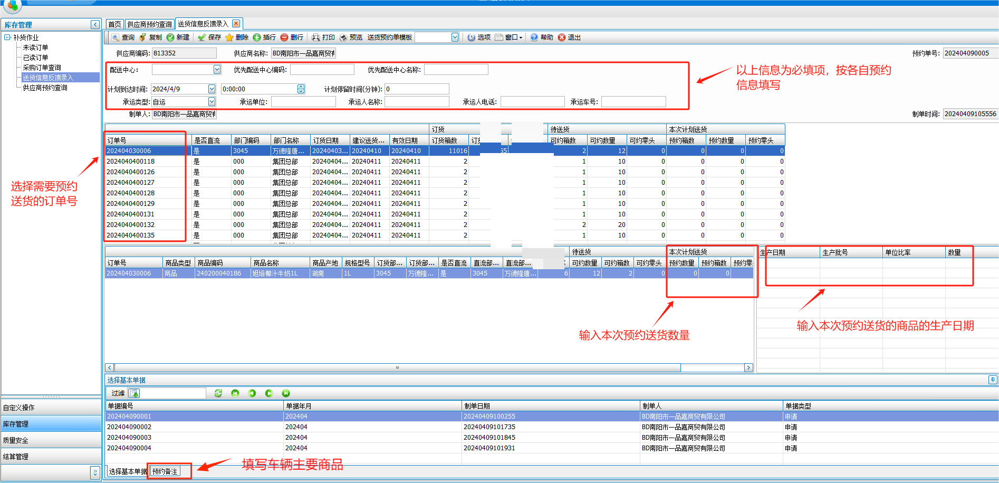 库存管理
补货作业
未读订单
已读订单
采购订单查询
送货信息反馈录入
供应商预约查询
首页 供应商预约查询 送货信息反馈录入
查询 复制 新建 保存 删除 插行 删行 打印 预览 送货预约单模板 选项 窗口 帮助 退出
供应商编码: 813352 供应商名称: BD南阳市一品嘉商贸有 预约单号: 202404090005
配送中心: 优先配送中心编码: 优先配送中心名称:
计划到达时间: 2024/4/9 0:00:00 计划停留时间(分钟): 0
承运类型: 自运 承运单位: 承运人名称: 承运人电话: 承运车号:
制单人: BD南阳市一品嘉商贸有 制单时间: 20240409105556
以上信息为必填项，按各自预约
信息填写
订货 待送货 本次计划送货
订单号 是否直流 部门编码 部门名称 订货日期 建议送货... 有效日期 订货箱数 可约箱数 可约数量 可约零头 预约箱数 预约数量 预约零头
202404030006 是 3045 万德隆唐... 20240403... 20240410 20240410 11016 2 12 0 0 0 0
2024040400118 是 000 集团总部 20240404... 20240411 20240411 2 1 10 0 0 0 0
2024040400126 是 000 集团总部 20240404... 20240411 20240411 2 1 10 0 0 0 0
2024040400127 是 000 集团总部 20240404... 20240411 20240411 2 1 10 0 0 0 0
2024040400128 是 000 集团总部 20240404... 20240411 20240411 2 1 10 0 0 0 0
2024040400129 是 000 集团总部 20240404... 20240411 20240411 2 1 10 0 0 0 0
2024040400131 是 000 集团总部 20240404... 20240411 20240411 2 1 10 0 0 0 0
2024040400132 是 000 集团总部 20240404... 20240411 20240411 2 2 20 0 0 0 0
2024040400135 是 000 集团总部 20240404... 20240411 20240411 2 1 10 0 0 0 0
选择需要预约
送货的订单号
待送货 本次计划送货
订单号 商品类型 商品编码 商品名称 商品产地 规格型号 订货部... 订货部... 是否直流 直流部... 直流部... 可约数量 可约箱数 可约零头 预约数量 预约箱数 预约零
202404030006 商品 240200040186 旭培椰汁牛奶1L 湖南 1L 3045 万德隆... 是 3045 万德隆唐... 6 12 2 0 0 0
生产日期 生产批号 单位比率 数量
输入本次预约送货数量
输入本次预约送货的商品的生产日期
选择基本单据
过滤
单据编号 单据年月 制单日期 制单人 单据类型
202404090001 202404 20240409100255 BD南阳市一品嘉商贸有限公司 申请
202404090002 202404 20240409101735 BD南阳市一品嘉商贸有限公司 申请
202404090003 202404 20240409101845 BD南阳市一品嘉商贸有限公司 申请
202404090004 202404 20240409101931 BD南阳市一品嘉商贸有限公司 申请
选择基本单据 预约备注
填写车辆主要商品
自定义操作
库存管理
质量安全
结算管理